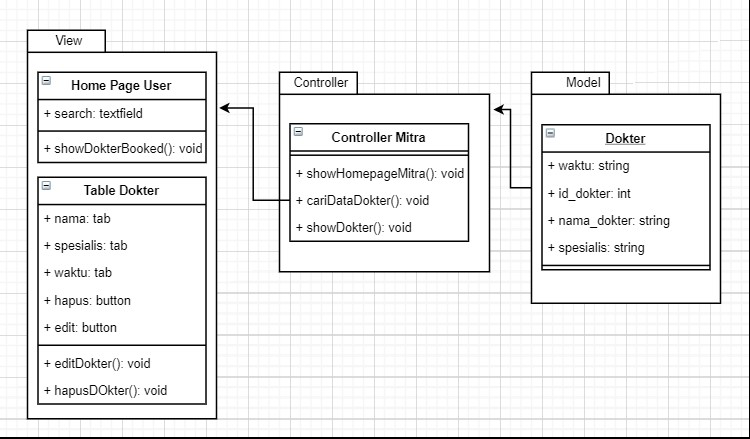 View
Home Page User
+ search: textfield
+ showDokterBooked(): void
Table Dokter
+ nama: tab
+ spesialis: tab
+ waktu: tab
+ hapus: button
+ edit: button
+ editDokter(): void
+ hapusDOkter(): void
Controller
Controller Mitra
+ showHomepageMitra(): void
+ cariDataDokter(): void
+ showDokter(): void
Model
Dokter
+ waktu: string
+ id_dokter: int
+ nama_dokter: string
+ spesialis: string